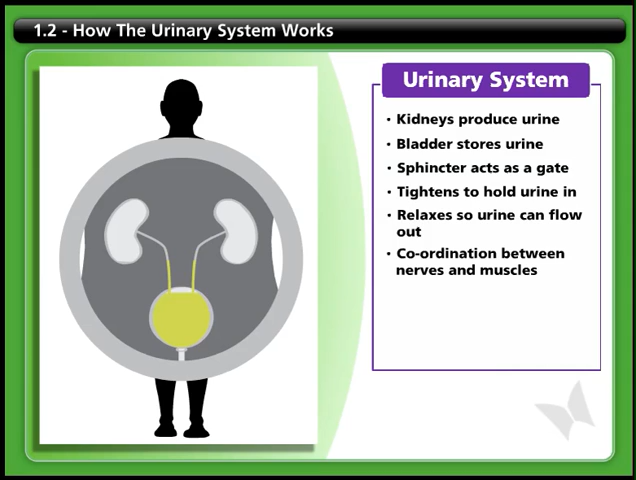 1.2 - How The Urinary System Works
Urinary System
• Kidneys produce urine
• Bladder stores urine
• Sphincter acts as a gate
• Tightens to hold urine in
• Relaxes so urine can flow
out
• Co-ordination between
nerves and muscles